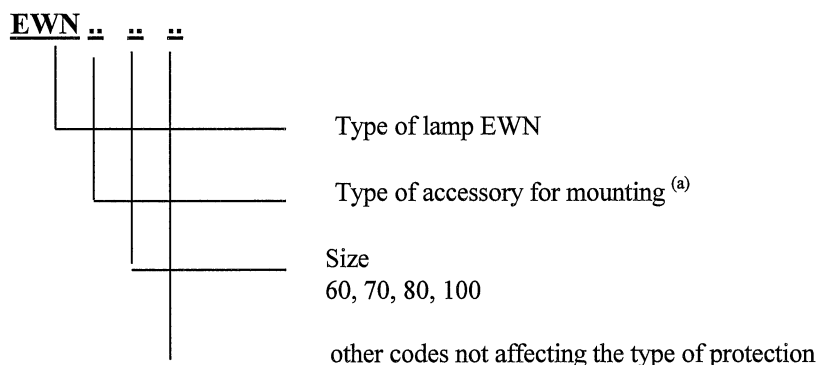 EWN .. .. ..
Type of lamp EWN
Type of accessory for mounting (a)
Size
60, 70, 80, 100
other codes not affecting the type of protection